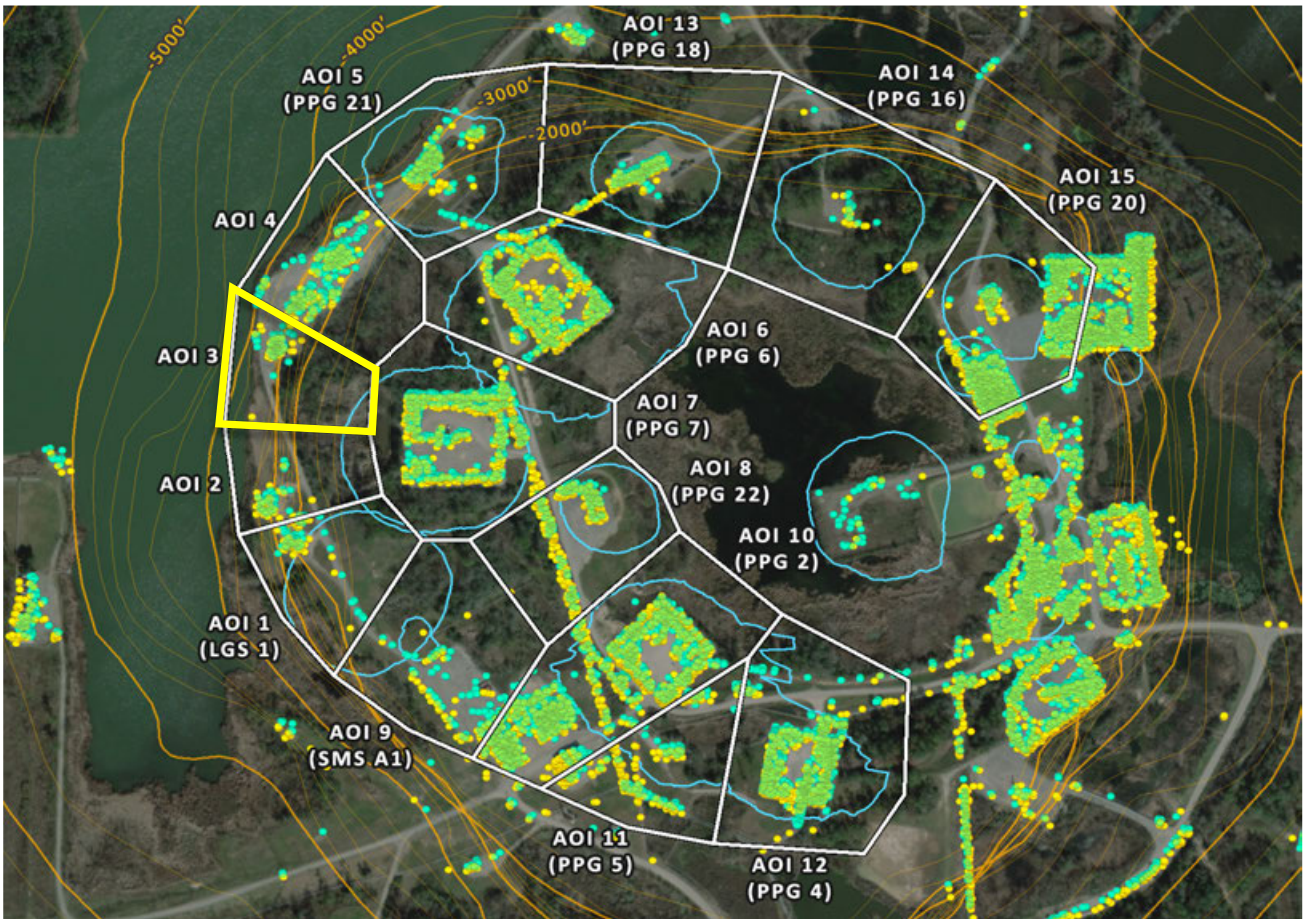 -5000'
-4000'
-3000'
-2000'
AOI 13
(PPG 18)
AOI 5
(PPG 21)
AOI 14
(PPG 16)
AOI 15
(PPG 20)
AOI 4
AOI 3
AOI 6
(PPG 6)
AOI 7
(PPG 7)
AOI 8
(PPG 22)
AOI 2
AOI 10
(PPG 2)
AOI 1
(LGS 1)
AOI 9
(SMS A1)
AOI 11
(PPG 5)
AOI 12
(PPG 4)